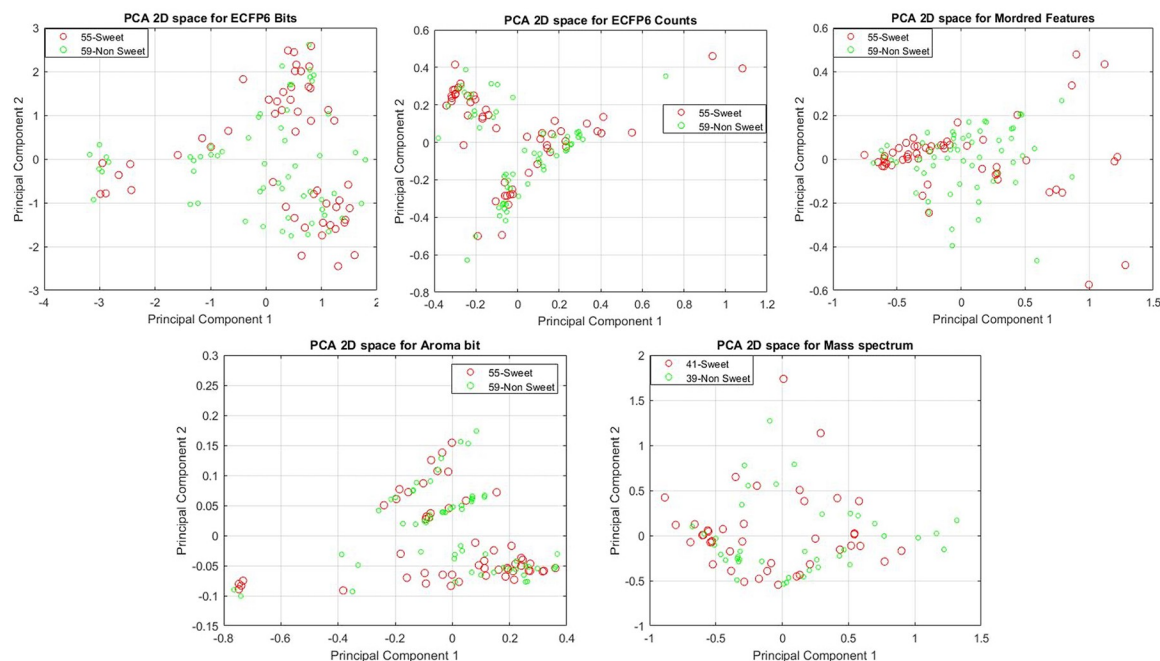 PCA 2D space for ECFP6 Bits
55-Sweet
59-Non Sweet
3
2
1
0
-1
-2
-3
-4
-3
-2
-1
0
1
2
Principal Component 1
Principal Component 2
PCA 2D space for ECFP6 Counts
55-Sweet
59-Non Sweet
0.6
0.4
0.2
0
-0.2
-0.4
-0.6
-0.8
-0.4
-0.2
0
0.2
0.4
0.6
0.8
1
1.2
Principal Component 1
Principal Component 2
PCA 2D space for Mordred Features
55-Sweet
59-Non Sweet
0.6
0.4
0.2
0
-0.2
-0.4
-0.6
-1
-0.5
0
0.5
1
1.5
Principal Component 1
Principal Component 2
PCA 2D space for Aroma bit
55-Sweet
59-Non Sweet
0.3
0.25
0.2
0.15
0.1
0.05
0
-0.05
-0.1
-0.15
-0.8
-0.6
-0.4
-0.2
0
0.2
0.4
Principal Component 1
Principal Component 2
PCA 2D space for Mass spectrum
41-Sweet
39-Non Sweet
2
1.5
1
0.5
0
-0.5
-1
-1
-0.5
0
0.5
1
1.5
Principal Component 1
Principal Component 2